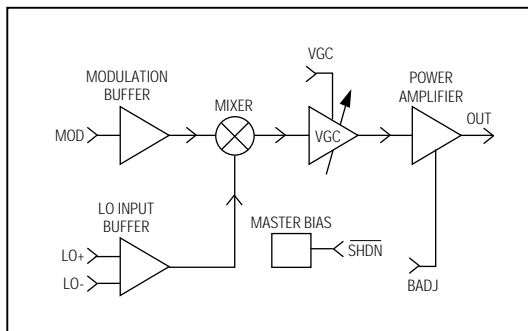 VGC
MODULATION
BUFFER
POWER
AMPLIFIER
MIXER
OUT
MOD
VGC
LO INPUT
BUFFER
MASTER BIAS
LO+
SHDN
LO-
BADJ